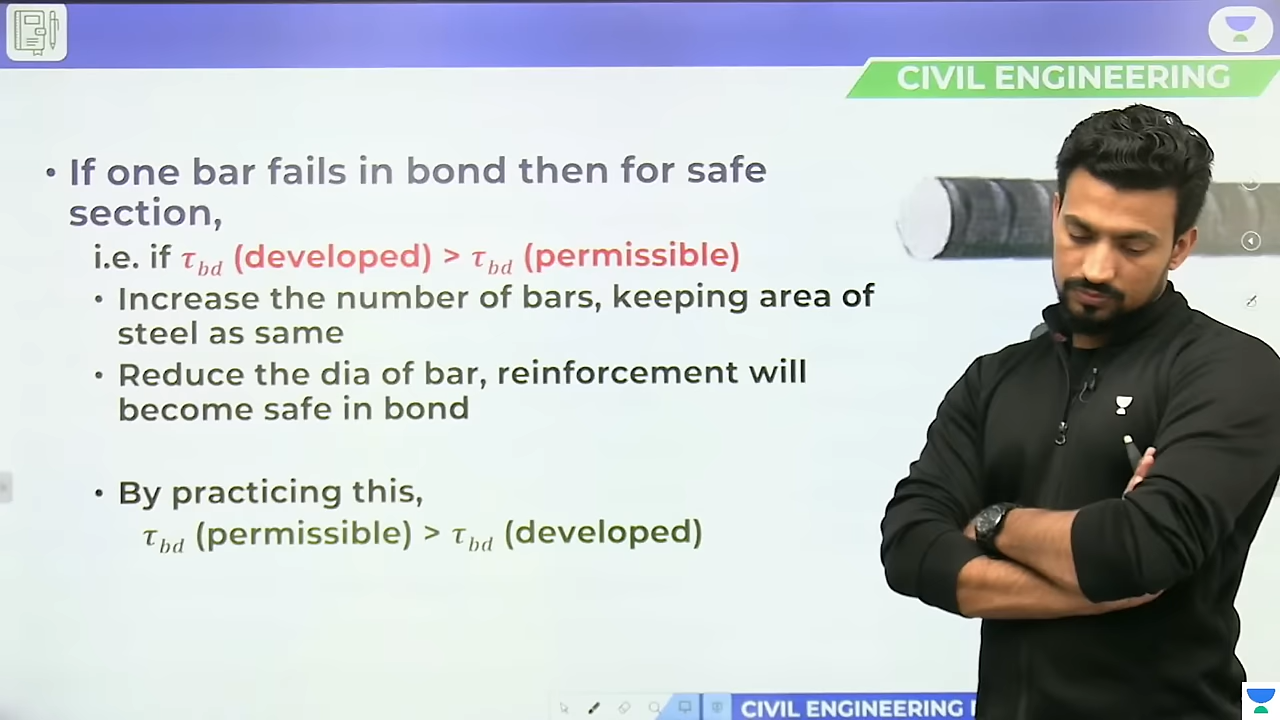 CIVIL ENGINEERING
• If one bar fails in bond then for safe
section,
i.e. if τbd (developed) > τbd (permissible)
• Increase the number of bars, keeping area of
steel as same
• Reduce the dia of bar, reinforcement will
become safe in bond
• By practicing this,
τbd (permissible) > τbd (developed)
CIVIL ENGINEERING